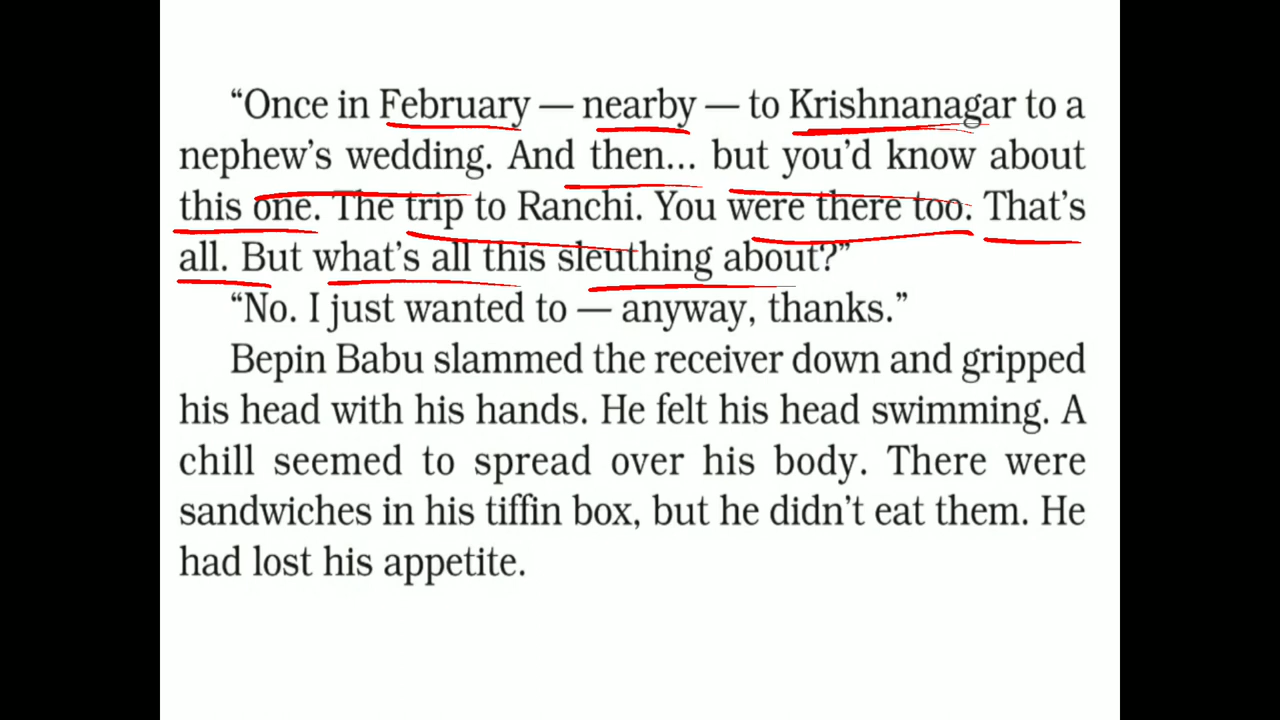 “Once in February — nearby — to Krishnanagar to a
nephew’s wedding. And then... but you’d know about
this one. The trip to Ranchi. You were there too. That’s
all. But what’s all this sleuthing about?”
“No. I just wanted to — anyway, thanks.”
Bepin Babu slammed the receiver down and gripped
his head with his hands. He felt his head swimming. A
chill seemed to spread over his body. There were
sandwiches in his tiffin box, but he didn’t eat them. He
had lost his appetite.